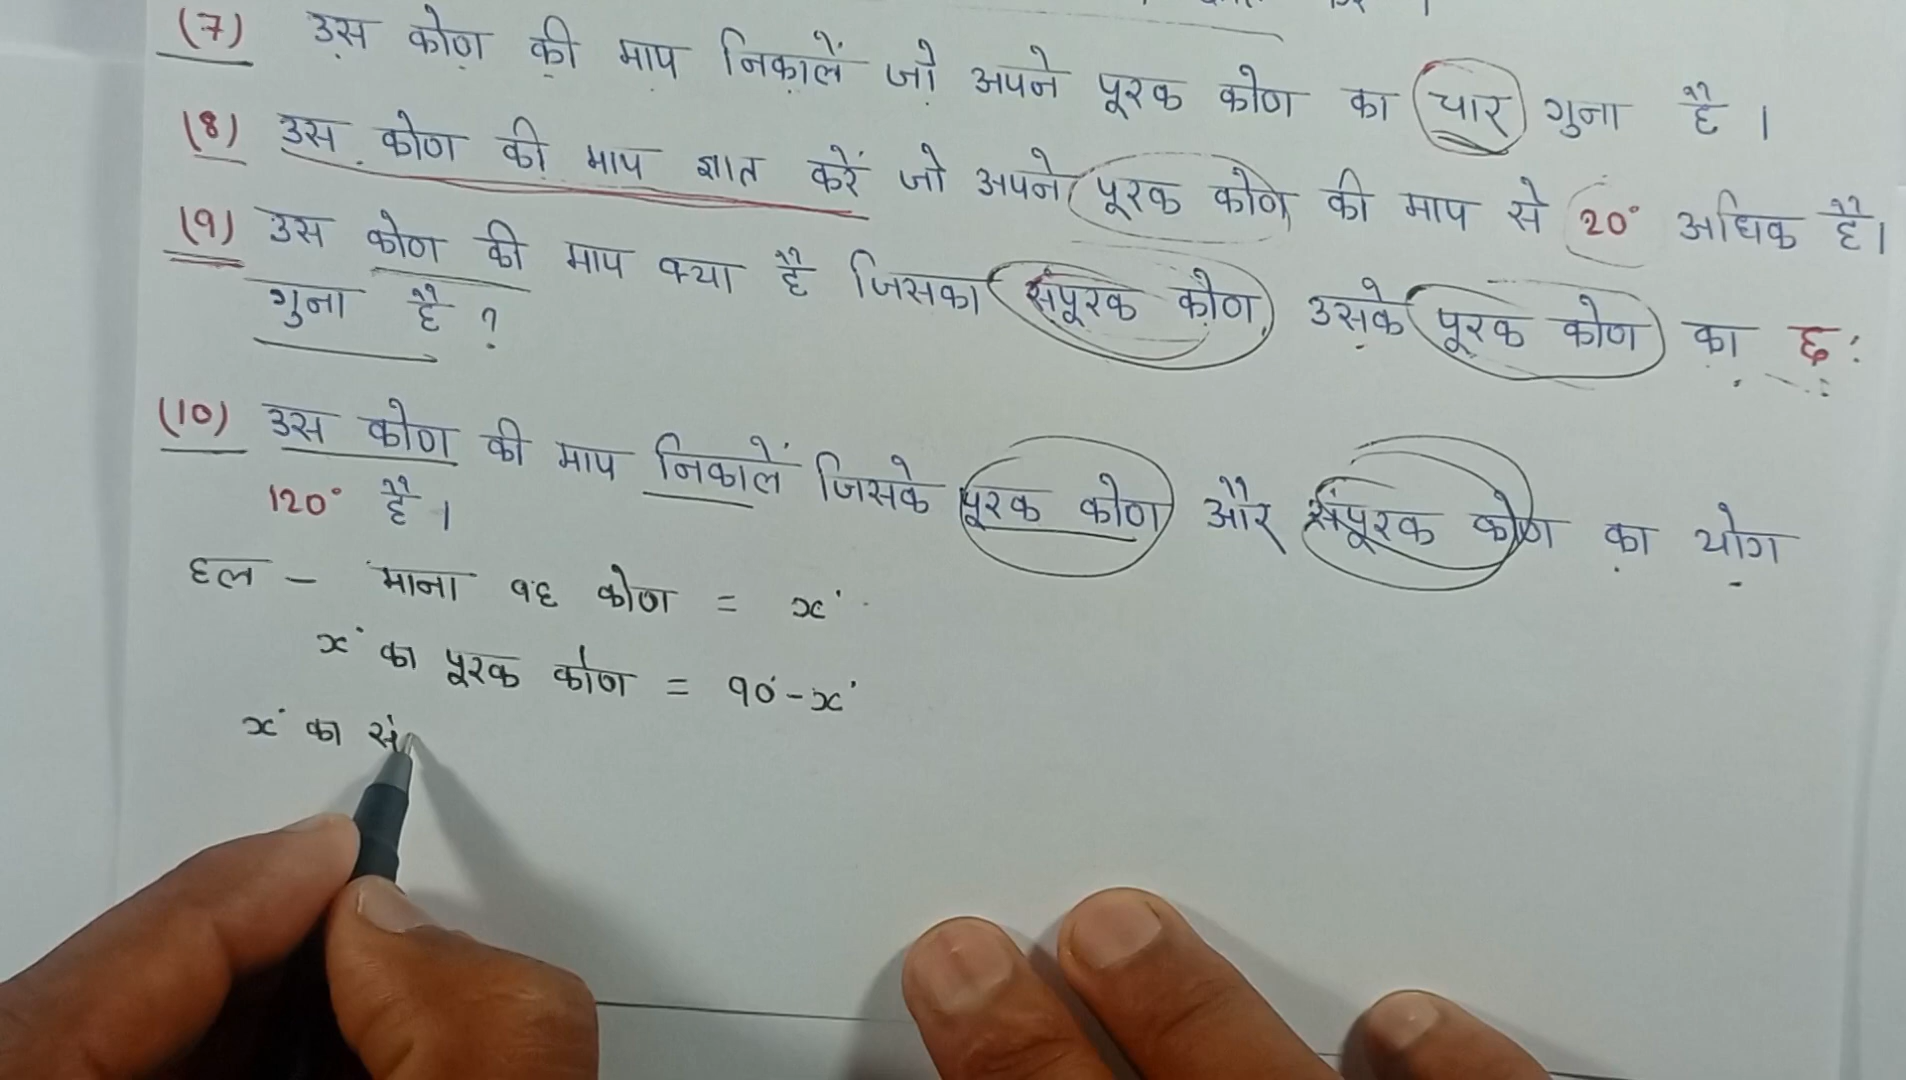 (7) उस कोण की माप निकालें जो अपने पूरक कोण का चार गुना है ।
(8) उस कोण की माप ज्ञात करें जो अपने पूरक कोण की माप से 20° अधिक है।
(9) उस कोण की माप क्या है जिसका संपूरक कोण उसके पूरक कोण का छः
गुना है ?
(10) उस कोण की माप निकालें जिसके पूरक कोण और संपूरक कोण का योग
120° है ।
हल - माना वह कोण = x°
x° का पूरक कोण = 90° - x°
x° का सं